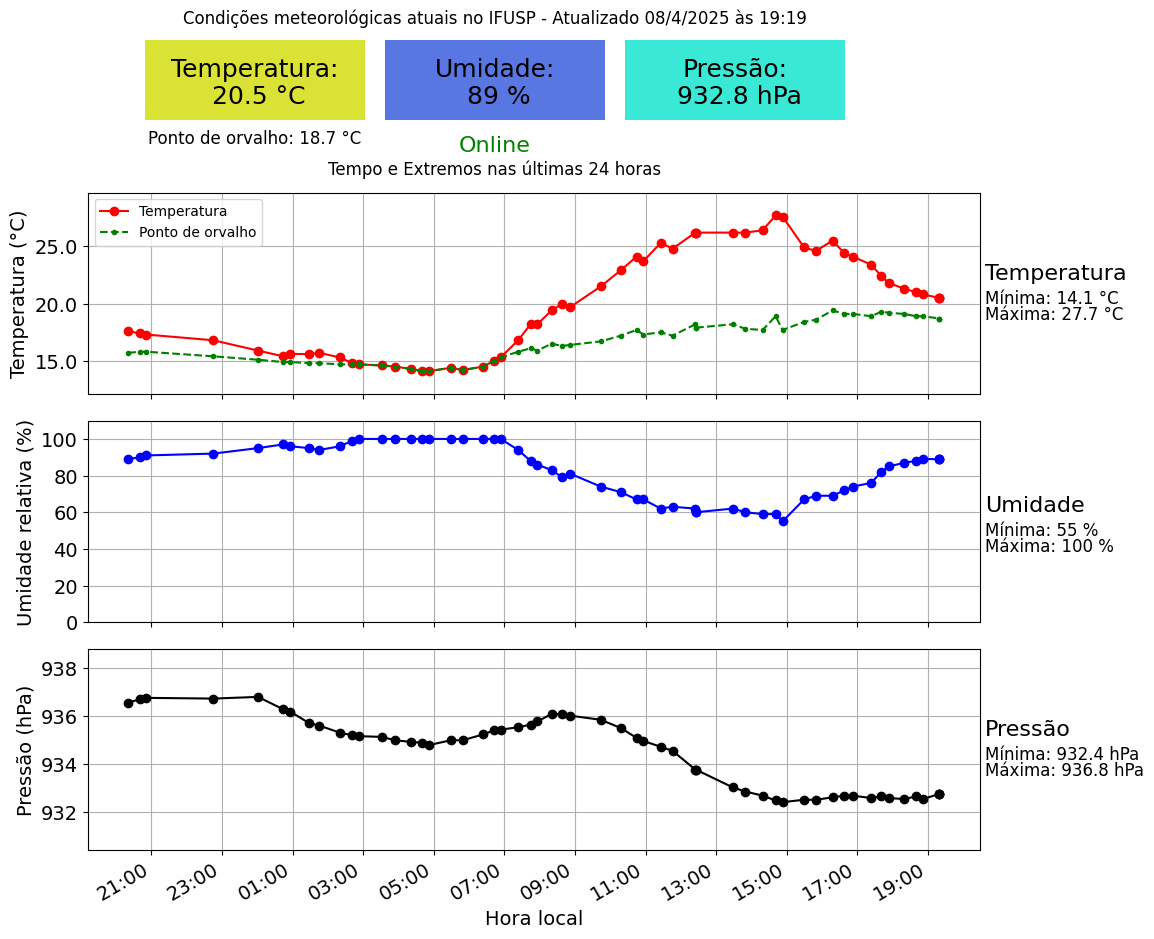 Condições meteorológicas atuais no IFUSP - Atualizado 08/4/2025 às 19:19
Temperatura:
20.5 °C
Umidade:
89 %
Pressão:
932.8 hPa
Ponto de orvalho: 18.7 °C
Online
Tempo e Extremos nas últimas 24 horas
Temperatura (°C)
25.0
20.0
15.0
Temperatura
Ponto de orvalho
Temperatura
Mínima: 14.1 °C
Máxima: 27.7 °C
Umidade relativa (%)
100
80
60
40
20
0
Umidade
Mínima: 55 %
Máxima: 100 %
Pressão (hPa)
938
936
934
932
Pressão
Mínima: 932.4 hPa
Máxima: 936.8 hPa
21:00
23:00
01:00
03:00
05:00
07:00
09:00
11:00
13:00
15:00
17:00
19:00
Hora local